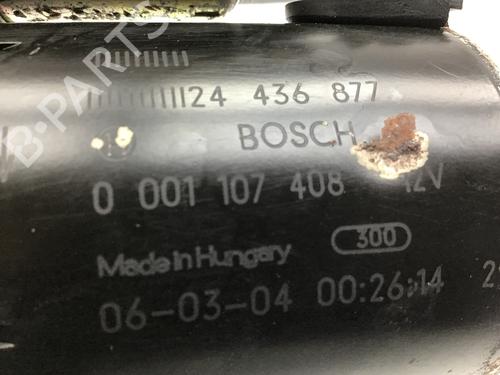 24 436 877
BOSCH
0 001 107 408 12V
Made in Hungary 300
06-03-04 00:26:14 2
B-PARTS